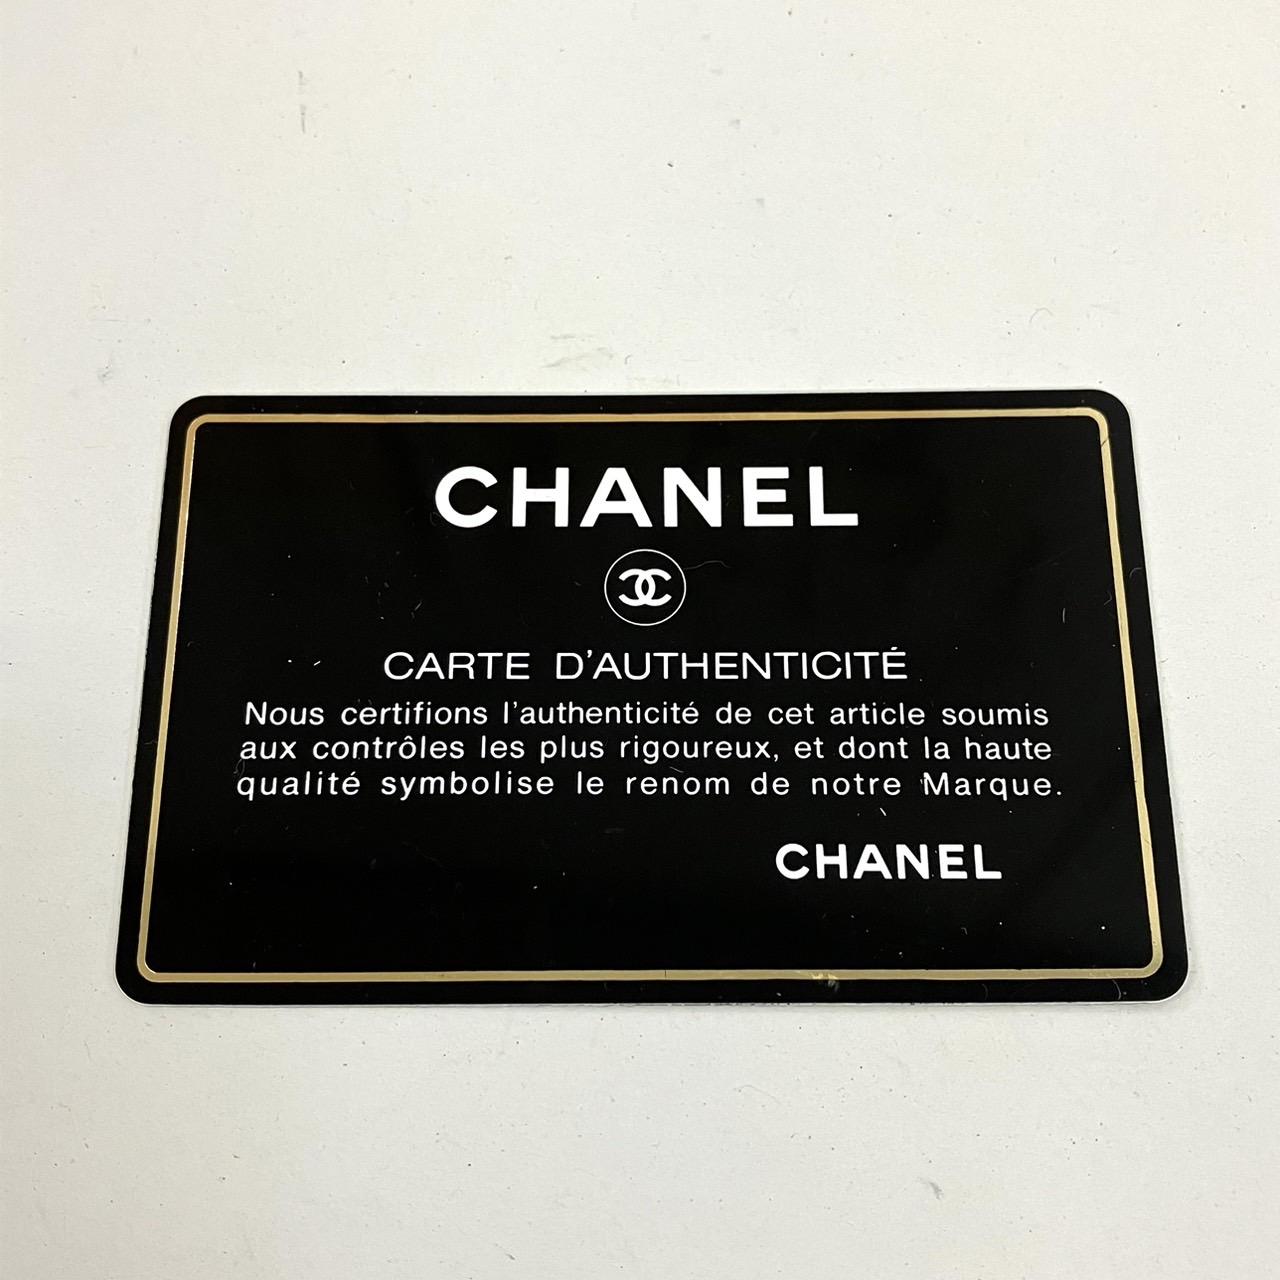 CHANEL
CARTE D'AUTHENTICITÉ
Nous certifions l'authenticité de cet article soumis
aux contrôles les plus rigoureux, et dont la haute
qualité symbolise le renom de notre Marque.
CHANEL